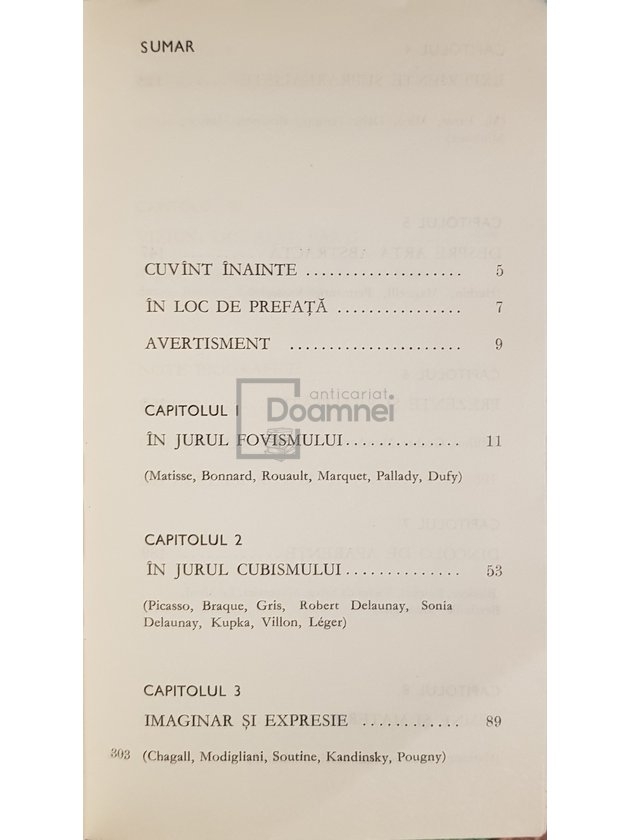 SUMAR
CUVÎNT ÎNAINTE .................... 5
ÎN LOC DE PREFAȚĂ ................ 7
AVERTISMENT ...................... 9
anticariat
Doamnei
CAPITOLUL 1
ÎN JURUL FOVISMULUI.............. 11
(Matisse, Bonnard, Rouault, Marquet, Pallady, Dufy)
CAPITOLUL 2
ÎN JURUL CUBISMULUI.............. 53
(Picasso, Braque, Gris, Robert Delaunay, Sonia
Delaunay, Kupka, Villon, Léger)
CAPITOLUL 3
IMAGINAR ȘI EXPRESIE ............ 89
303 (Chagall, Modigliani, Soutine, Kandinsky, Pougny)